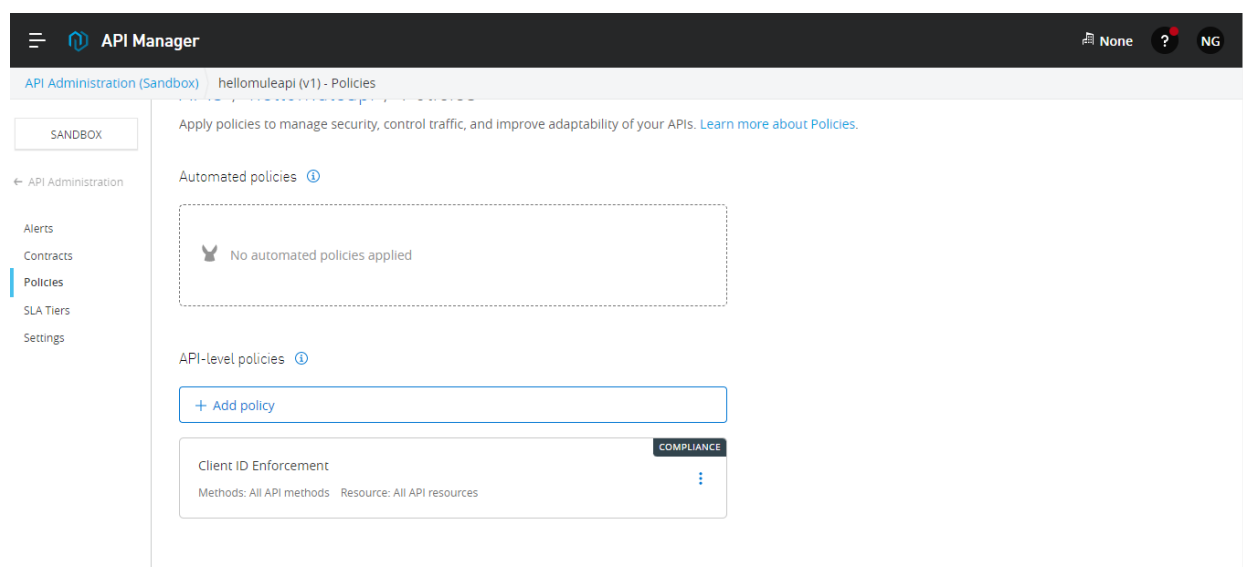 API Manager
None
?
NG
API Administration (Sandbox)
hellomuleapi (v1) - Policies
SANDBOX
API Administration
Alerts
Contracts
Policies
SLA Tiers
Settings
Apply policies to manage security, control traffic, and improve adaptability of your APIs. Learn more about Policies.
Automated policies
No automated policies applied
API-level policies
+ Add policy
COMPLIANCE
Client ID Enforcement
Methods: All API methods Resource: All API resources